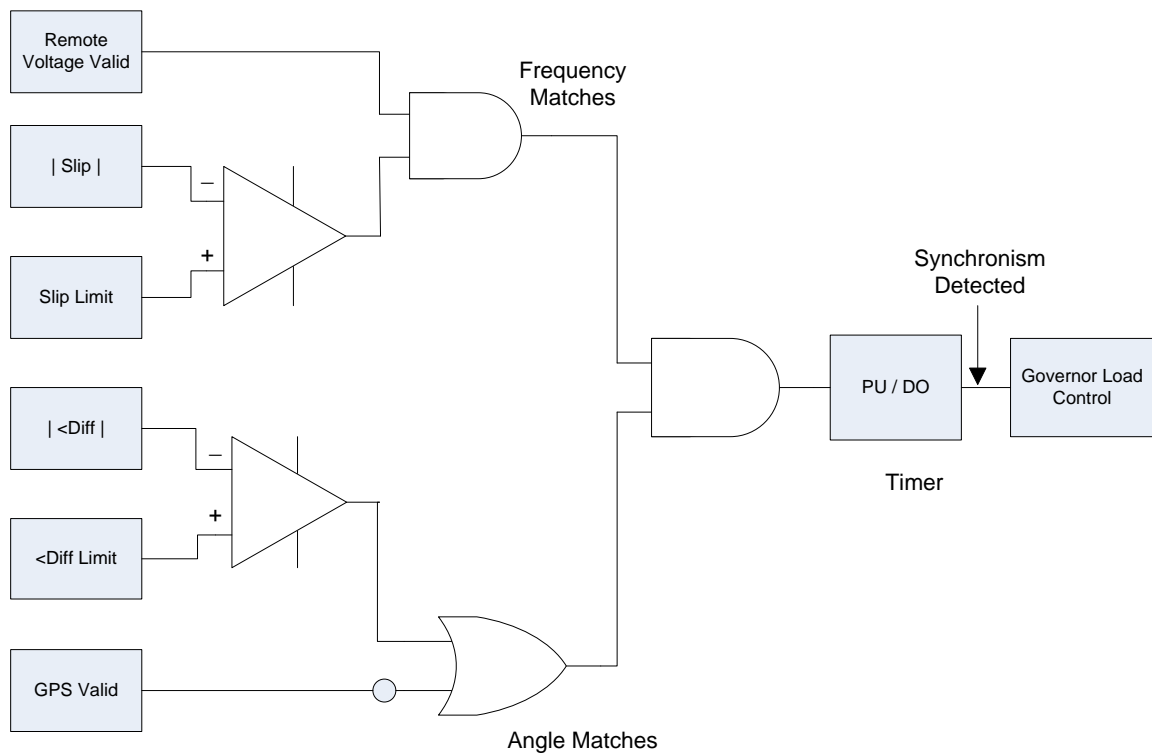 Remote
Voltage Valid
Frequency
Matches
| Slip |
−
+
Slip Limit
Synchronism
Detected
| <Diff |
−
+
<Diff Limit
PU / DO
Governor Load
Control
Timer
GPS Valid
Angle Matches